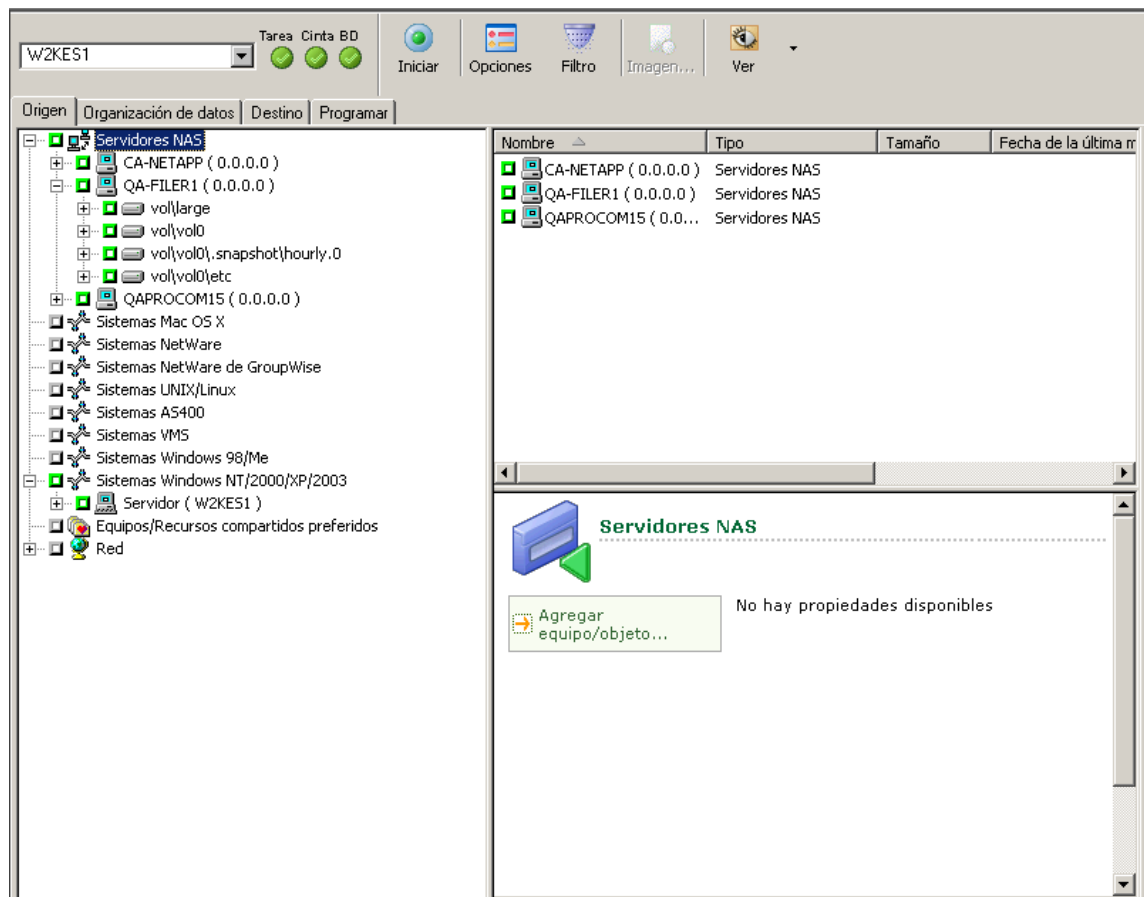 Tarea Cinta BD
W2KES1
Iniciar
Opciones
Filtro
Imagen...
Ver
Origen
Organización de datos
Destino
Programar
Servidores NAS
CA-NETAPP ( 0.0.0.0 )
QA-FILER1 ( 0.0.0.0 )
vol\large
vol\vol0
vol\vol0\.snapshot\hourly.0
vol\vol0\etc
QAPROCOM15 ( 0.0.0.0 )
Sistemas Mac OS X
Sistemas NetWare
Sistemas NetWare de GroupWise
Sistemas UNIX/Linux
Sistemas AS400
Sistemas VMS
Sistemas Windows 98/Me
Sistemas Windows NT/2000/XP/2003
Servidor ( W2KES1 )
Equipos/Recursos compartidos preferidos
Red
Nombre Tipo Tamaño Fecha de la última m
CA-NETAPP ( 0.0.0.0 ) Servidores NAS
QA-FILER1 ( 0.0.0.0 ) Servidores NAS
QAPROCOM15 ( 0.0... Servidores NAS
Servidores NAS
Agregar
equipo/objeto...
No hay propiedades disponibles